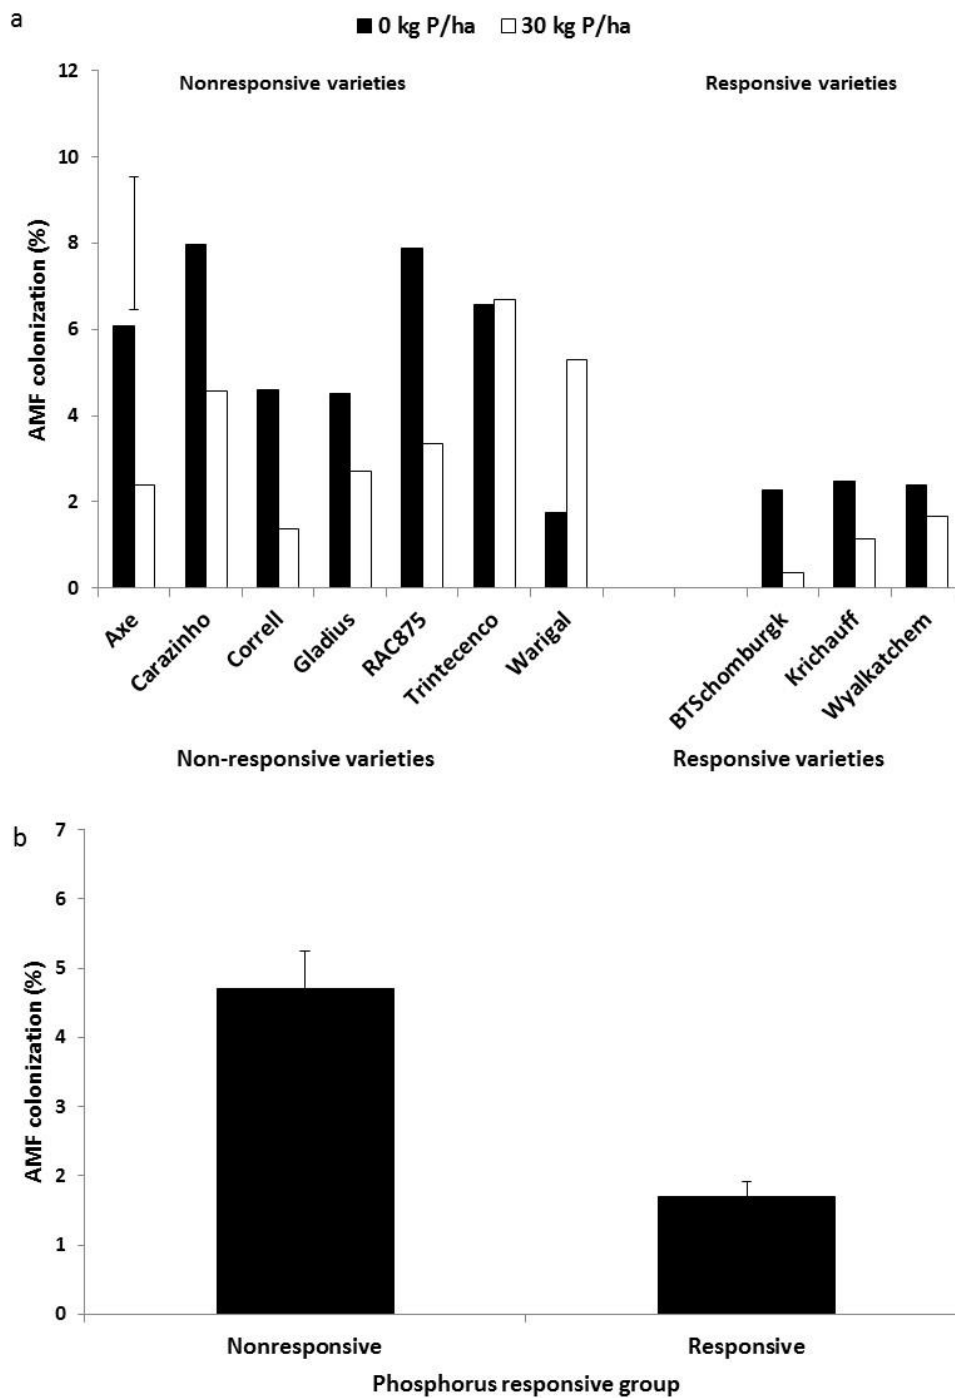 a
0 kg P/ha 30 kg P/ha
Nonresponsive varieties Responsive varieties
AMF colonization (%)
12
10
8
6
4
2
0
Axe Carazinho Correll Gladius RAC875 Trintecenco Warigal BTSchomburgk Krichauff Wyalkatchem
Non-responsive varieties Responsive varieties
b
AMF colonization (%)
7
6
5
4
3
2
1
0
Nonresponsive Responsive
Phosphorus responsive group